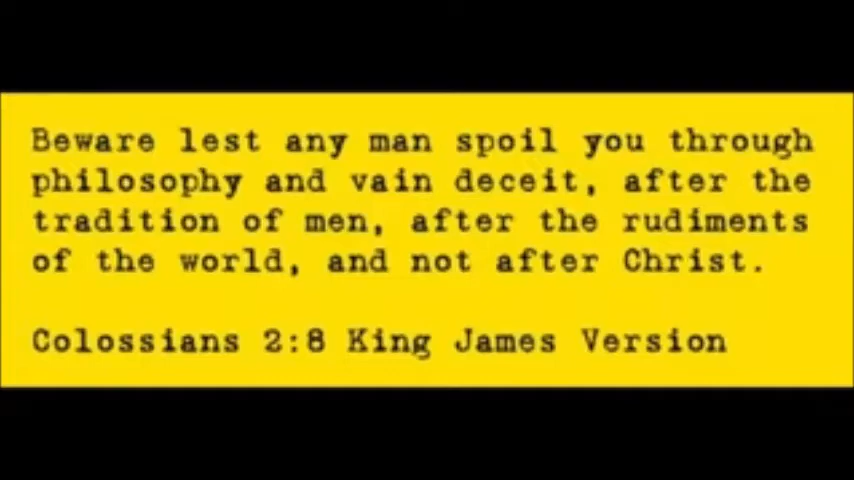 Beware lest any man spoil you through
philosophy and vain deceit, after the
tradition of men, after the rudiments
of the world, and not after Christ.
Colossians 2:8 King James Version